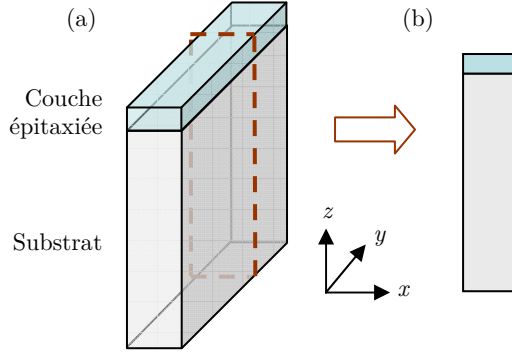 (a)
(b)
Couche
épitaxiée
Substrat
z
y
x